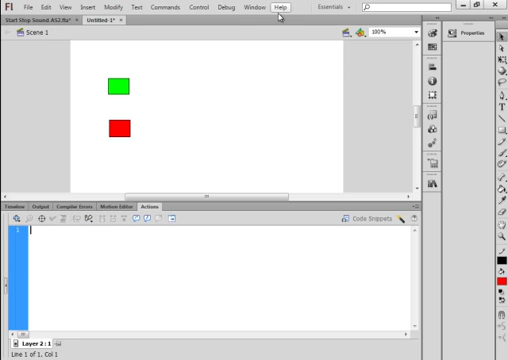 Fl File Edit View Insert Modify Text Commands Control Debug Window Help Essentials
Start Stop Sound AS2.fla* × Untitled-1* ×
Scene 1 100% Properties
Timeline Output Compiler Errors Motion Editor Actions
Code Snippets
1
Layer 2 : 1
Line 1 of 1, Col 1